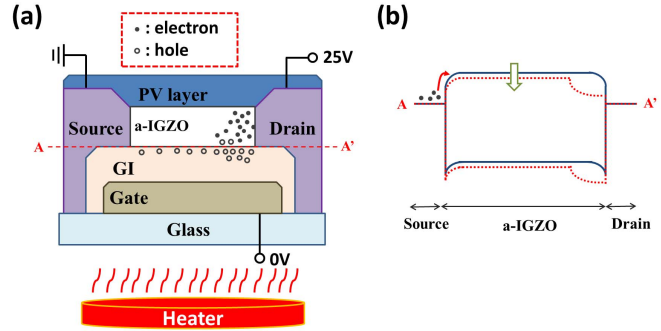 (a)
: electron
: hole
25V
PV layer
Source
a-IGZO
Drain
A
A'
GI
Gate
Glass
0V
Heater
(b)
A
A'
Source
a-IGZO
Drain